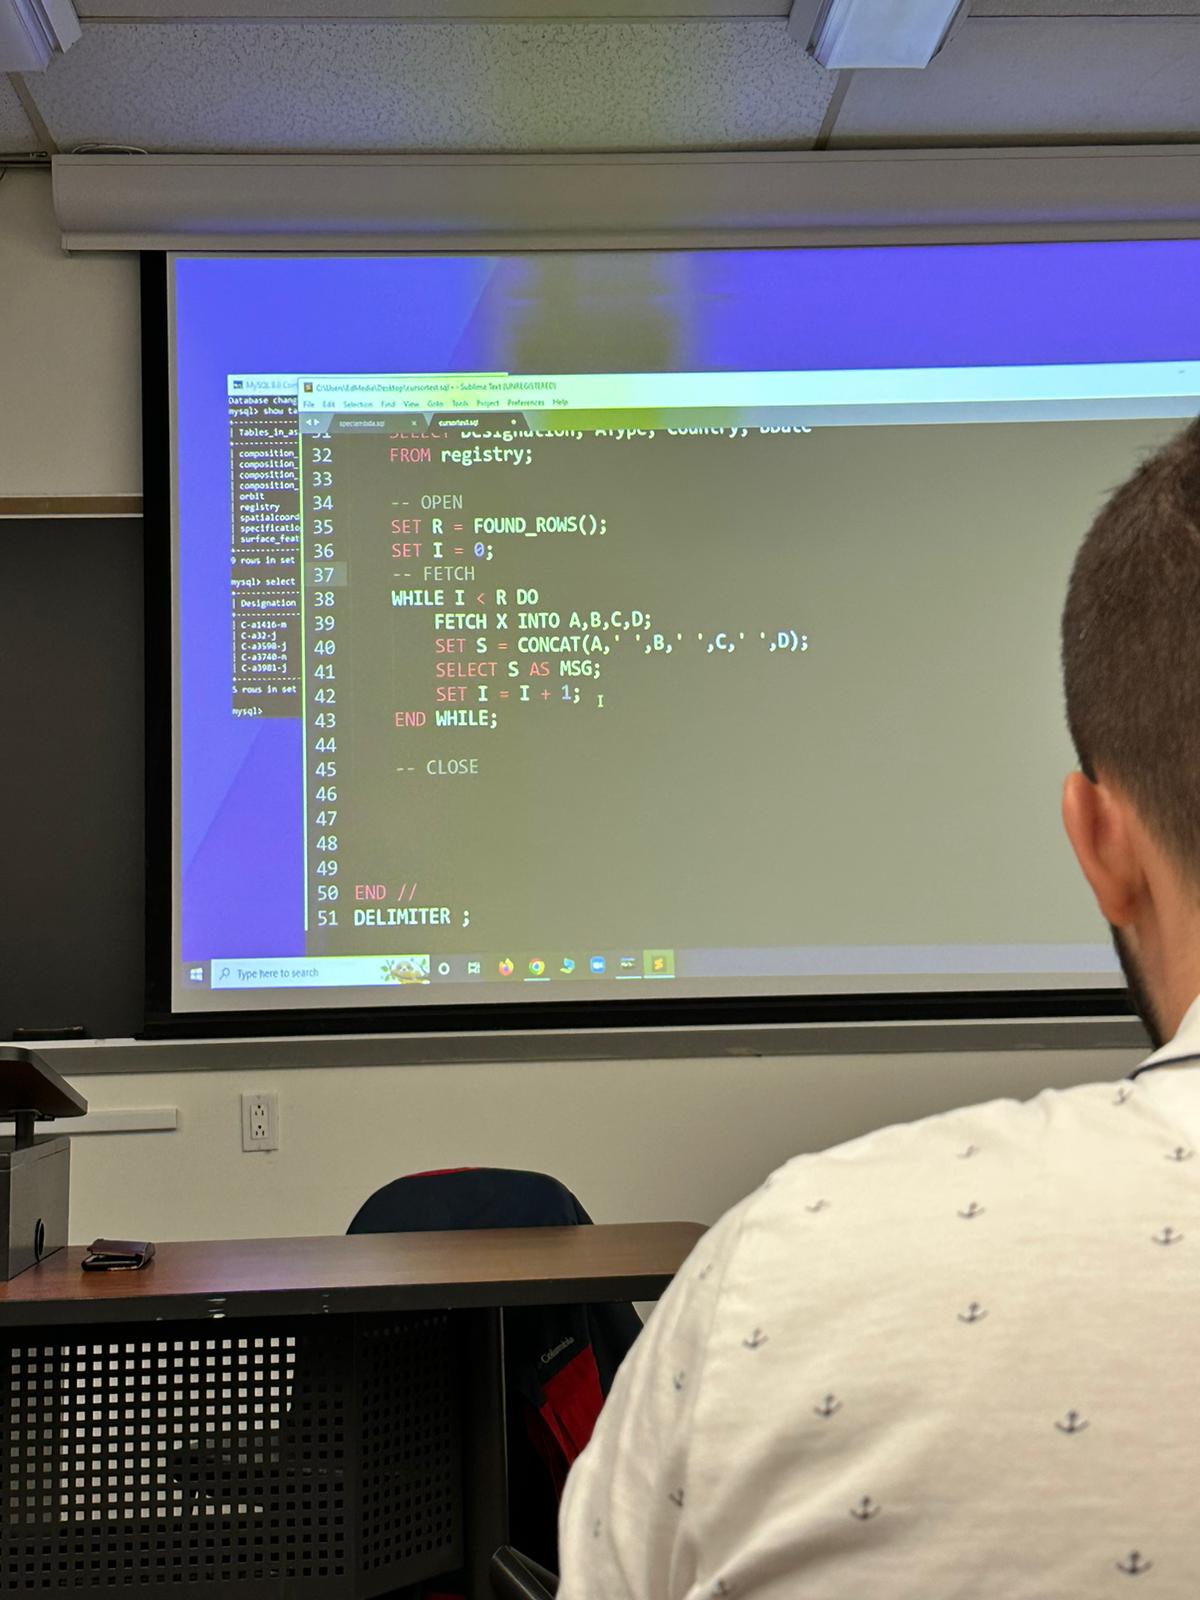 MySQL 8.0 Com
Database chang
mysql> show ta
| Tables_in_as
| composition_
| composition_
| composition_
| composition_
| orbit
| registry
| spatialcoord
| specificatio
| surface_feat
9 rows in set
mysql> select
| Designation
| C-a1416-m
| C-a32-j
| C-a3598-j
| C-a3740-m
| C-a3981-j
5 rows in set
mysql>
C:\Users\EdMedia\Desktop\cursortest.sql • - Sublime Text (UNREGISTERED)
File Edit Selection Find View Goto Tools Project Preferences Help
cursortest.sql
31 SELECT Designation, AType, Country, DDate
32 FROM registry;
33
34 -- OPEN
35 SET R = FOUND_ROWS();
36 SET I = 0;
37 -- FETCH
38 WHILE I < R DO
39 FETCH X INTO A,B,C,D;
40 SET S = CONCAT(A,' ',B,' ',C,' ',D);
41 SELECT S AS MSG;
42 SET I = I + 1;
43 END WHILE;
44
45 -- CLOSE
46
47
48
49
50 END //
51 DELIMITER ;
Type here to search
Columbia